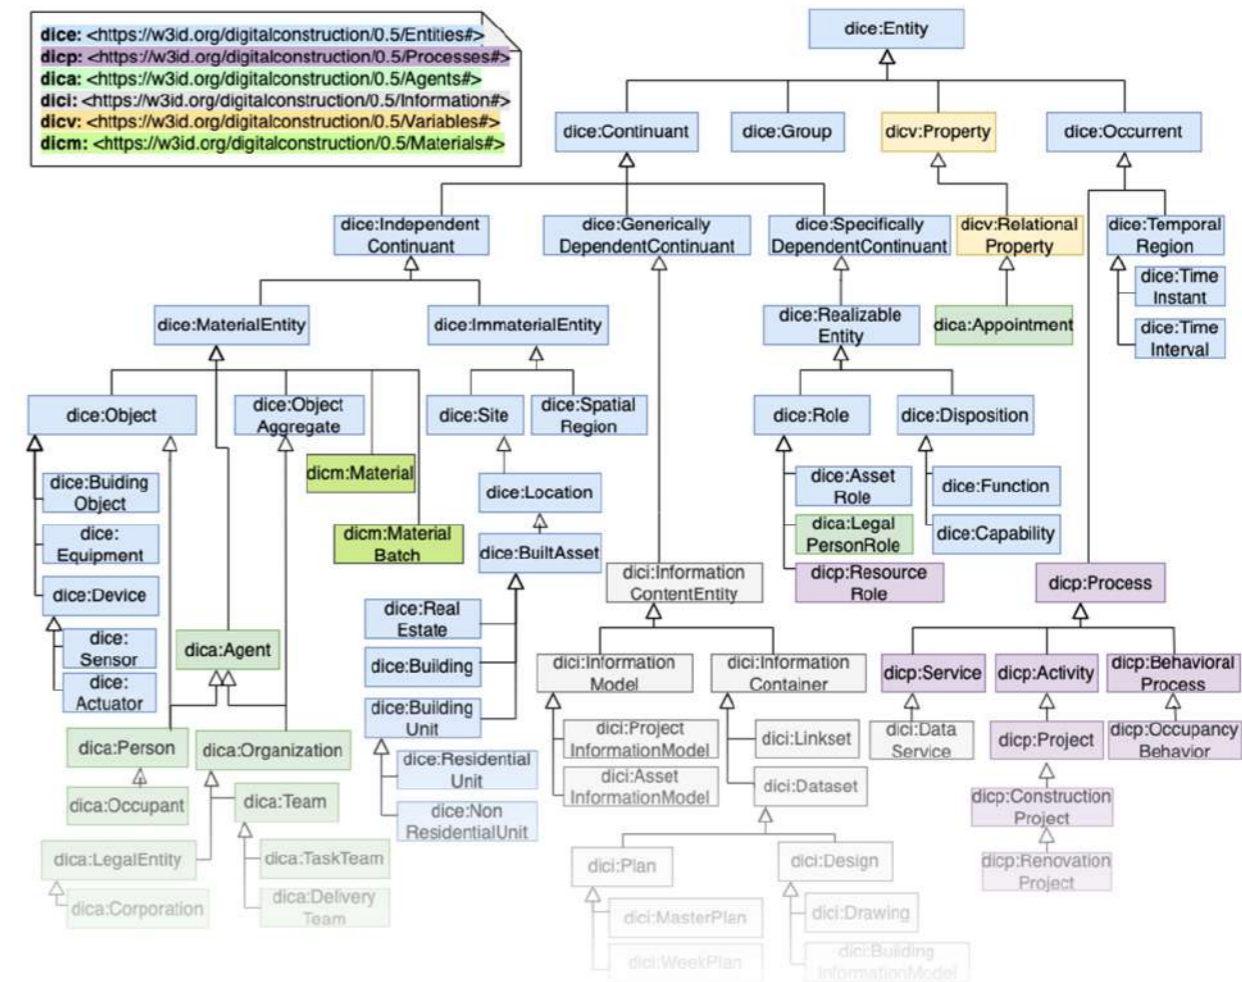 dice: <https://w3id.org/digitalconstruction/0.5/Entities#>
dicp: <https://w3id.org/digitalconstruction/0.5/Processes#>
dica: <https://w3id.org/digitalconstruction/0.5/Agents#>
dici: <https://w3id.org/digitalconstruction/0.5/Information#>
dicv: <https://w3id.org/digitalconstruction/0.5/Variables#>
dicm: <https://w3id.org/digitalconstruction/0.5/Materials#>
dice:Entity
dice:Continuant
dice:Group
dicv:Property
dice:Occurrent
dice:Independent
Continuant
dice:Generically
DependentContinuant
dice:Specifically
DependentContinuant
dicv:Relational
Property
dice:Temporal
Region
dice:Time
Instant
dice:Time
Interval
dice:MaterialEntity
dice:ImmaterialEntity
dice:Realizable
Entity
dica:Appointment
dice:Object
dice:Object
Aggregate
dice:Site
dice:Spatial
Region
dice:Role
dice:Disposition
dice:Buiding
Object
dice:
Equipment
dice:Device
dice:
Sensor
dice:
Actuator
dicm:Material
dicm:Material
Batch
dice:Location
dice:BuiltAsset
dice:Asset
Role
dica:Legal
PersonRole
dicp:Resource
Role
dice:Function
dice:Capability
dici:Information
ContentEntity
dicp:Process
dice:Real
Estate
dice:Building
dice:Building
Unit
dice:Residential
Unit
dice:Non
ResidentialUnit
dica:Agent
dica:Person
dica:Organization
dica:Occupant
dica:Team
dica:LegalEntity
dica:TaskTeam
dica:Corporation
dica:Delivery
Team
dici:Information
Model
dici:Information
Container
dici:Project
InformationModel
dici:Asset
InformationModel
dici:Linkset
dici:Dataset
dici:Plan
dici:Design
dici:MasterPlan
dici:WeekPlan
dici:Drawing
dici:Building
InformationModel
dicp:Service
dicp:Activity
dicp:Behavioral
Process
dici:Data
Service
dicp:Project
dicp:Occupancy
Behavior
dicp:Construction
Project
dicp:Renovation
Project